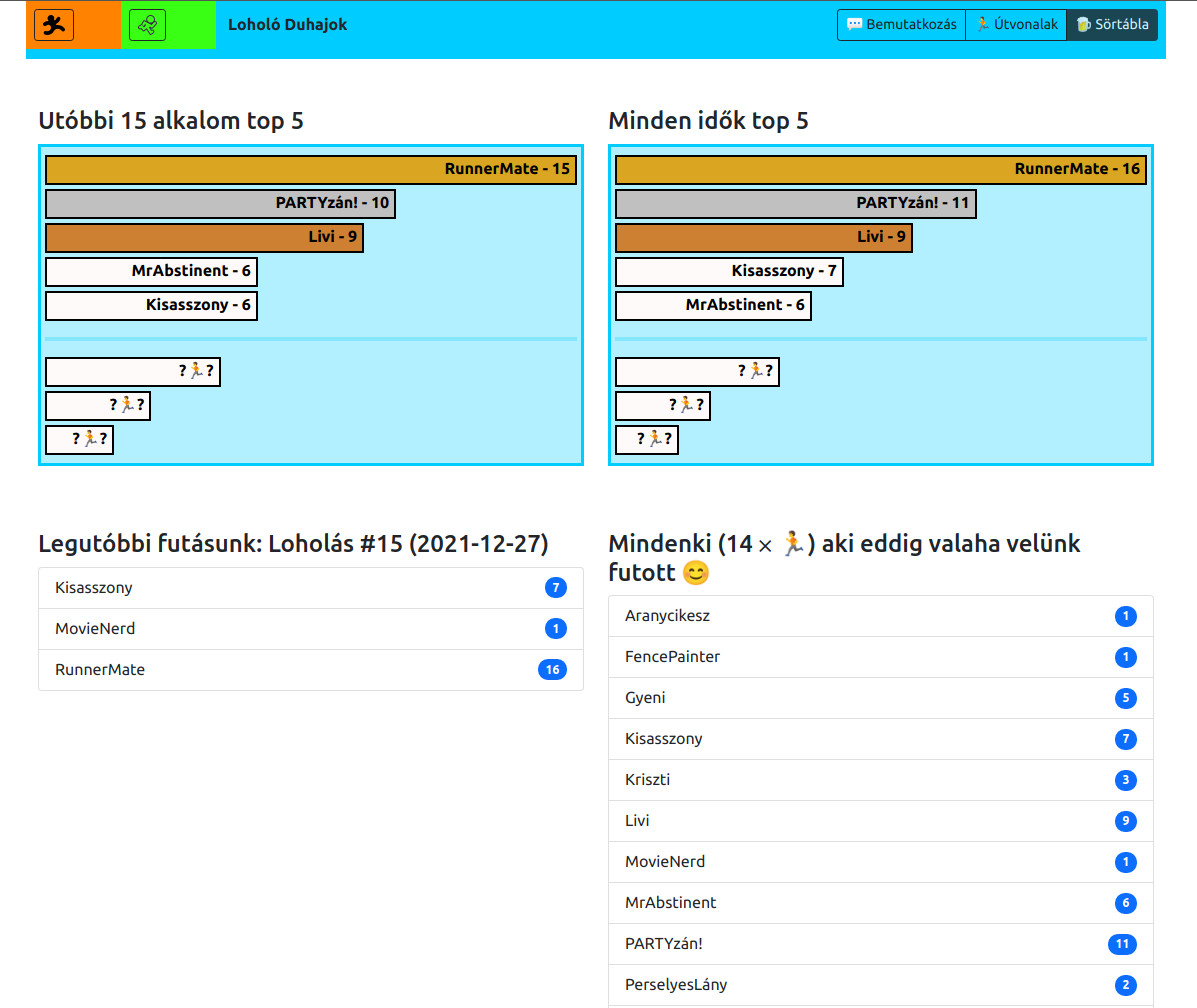 Loholó Duhajok
💬 Bemutatkozás 🏃 Útvonalak 🍺 Sörtábla
Utóbbi 15 alkalom top 5
RunnerMate - 15
PARTYzán! - 10
Livi - 9
MrAbstinent - 6
Kisasszony - 6
?🏃?
?🏃?
?🏃?
Minden idők top 5
RunnerMate - 16
PARTYzán! - 11
Livi - 9
Kisasszony - 7
MrAbstinent - 6
?🏃?
?🏃?
?🏃?
Legutóbbi futásunk: Loholás #15 (2021-12-27)
Kisasszony 7
MovieNerd 1
RunnerMate 16
Mindenki (14 × 🏃) aki eddig valaha velünk
futott 😊
Aranycikesz 1
FencePainter 1
Gyeni 5
Kisasszony 7
Kriszti 3
Livi 9
MovieNerd 1
MrAbstinent 6
PARTYzán! 11
PerselyesLány 2